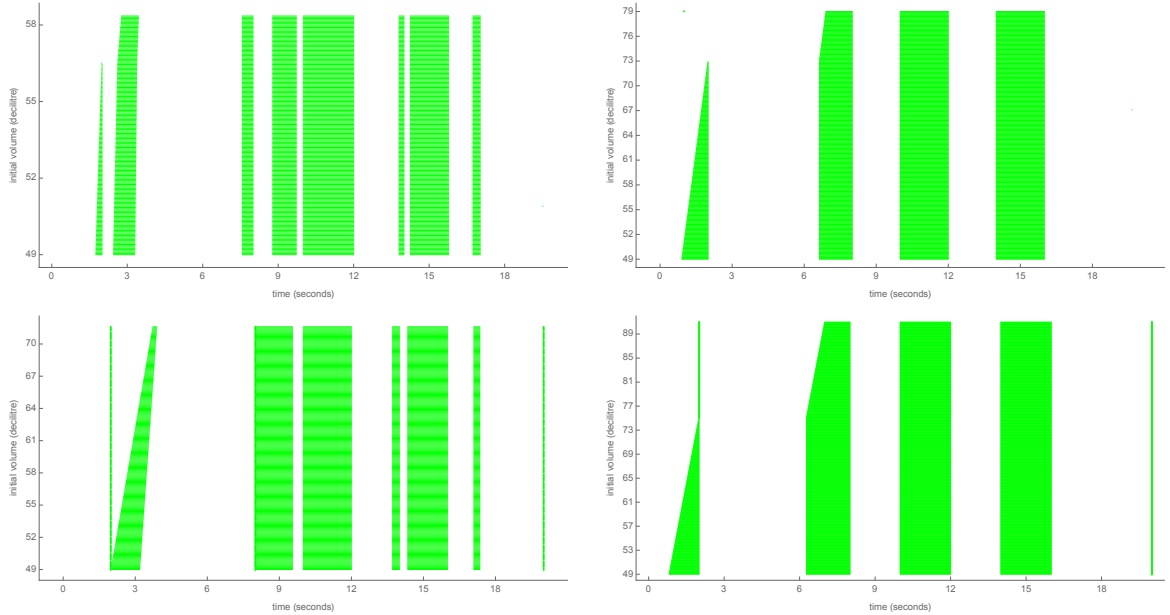 58
55
52
49
initial volume (decilitre)
0 3 6 9 12 15 18
time (seconds)
79
73
70
67
64
61
58
55
52
49
initial volume (decilitre)
0 3 6 9 12 15 18
time (seconds)
70
67
64
61
58
55
52
49
initial volume (decilitre)
0 3 6 9 12 15 18
time (seconds)
89
85
81
77
73
69
65
61
57
53
49
initial volume (decilitre)
0 3 6 9 12 15 18
time (seconds)